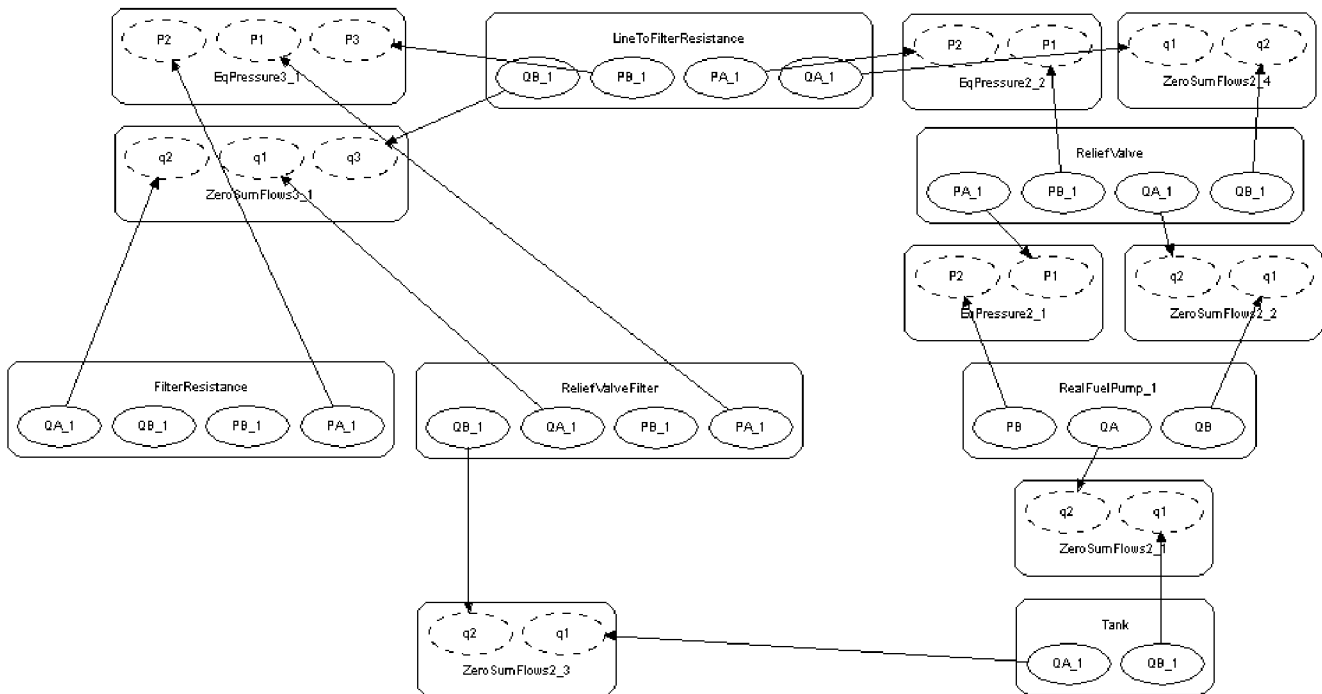 P2 P1 P3
EqPressure3_1
LineToFilterResistance
QB_1 PB_1 PA_1 QA_1
P2 P1
EqPressure2_2
q1 q2
ZeroSumFlows2_4
q2 q1 q3
ZeroSumFlows3_1
ReliefValve
PA_1 PB_1 QA_1 QB_1
P2 P1
EqPressure2_1
q2 q1
ZeroSumFlows2_2
FilterResistance
QA_1 QB_1 PB_1 PA_1
ReliefValveFilter
QB_1 QA_1 PB_1 PA_1
RealFuelPump_1
PB QA QB
q2 q1
ZeroSumFlows2_1
q2 q1
ZeroSumFlows2_3
Tank
QA_1 QB_1